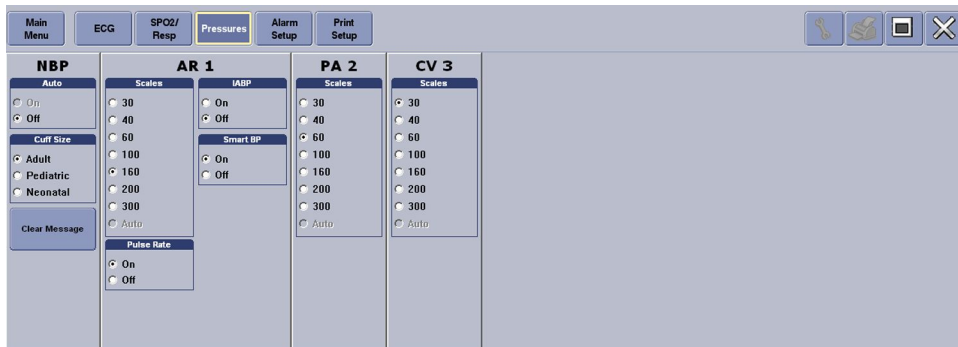 Main
Menu
ECG
SPO2/
Resp
Pressures
Alarm
Setup
Print
Setup
NBP
Auto
On
Off
Cuff Size
Adult
Pediatric
Neonatal
Clear Message
AR 1
Scales
30
40
60
100
160
200
300
Auto
Pulse Rate
On
Off
IABP
On
Off
Smart BP
On
Off
PA 2
Scales
30
40
60
100
160
200
300
Auto
CV 3
Scales
30
40
60
100
160
200
300
Auto